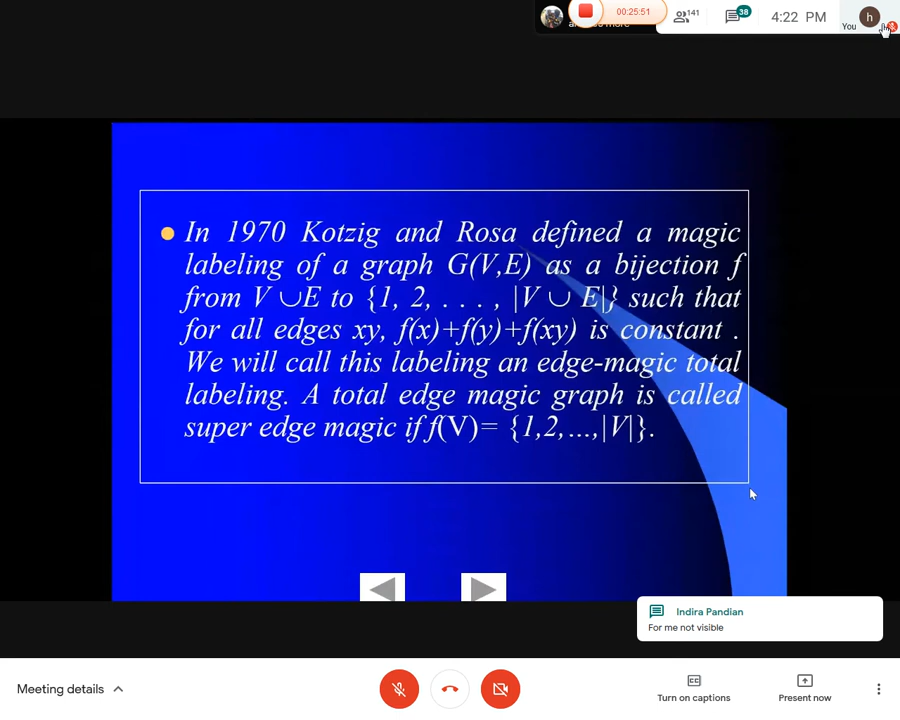 00:25:51
141
38
4:22 PM
h
You
more
In 1970 Kotzig and Rosa defined a magic
labeling of a graph G(V,E) as a bijection f
from V ∪E to {1, 2, . . . , |V ∪ E|} such that
for all edges xy, f(x)+f(y)+f(xy) is constant .
We will call this labeling an edge-magic total
labeling. A total edge magic graph is called
super edge magic if f(V)= {1,2,...,|V|}.
Indira Pandian
For me not visible
Meeting details
CC
Turn on captions
Present now